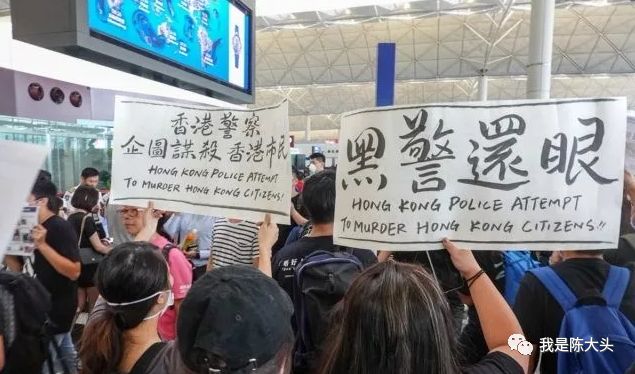 香港警察
企圖謀殺 香港市民
HONG KONG POLICE ATTEMPT
TO MURDER HONG KONG CITIZENS!
黑警還眼
HONG KONG POLICE ATTEMPT
TO MURDER HONG KONG CITIZENS!!
我是陈大头